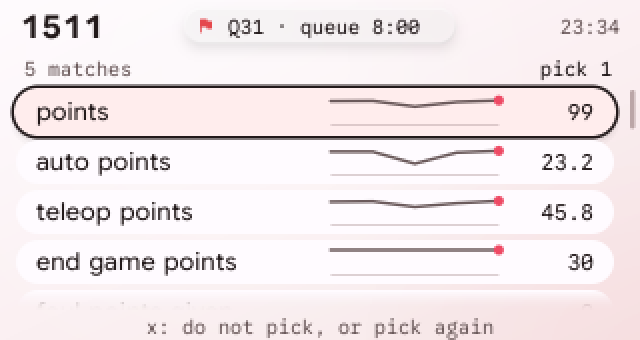 1511
Q31 · queue 8:00
23:34
5 matches
pick 1
points
99
auto points
23.2
teleop points
45.8
end game points
30
x: do not pick, or pick again